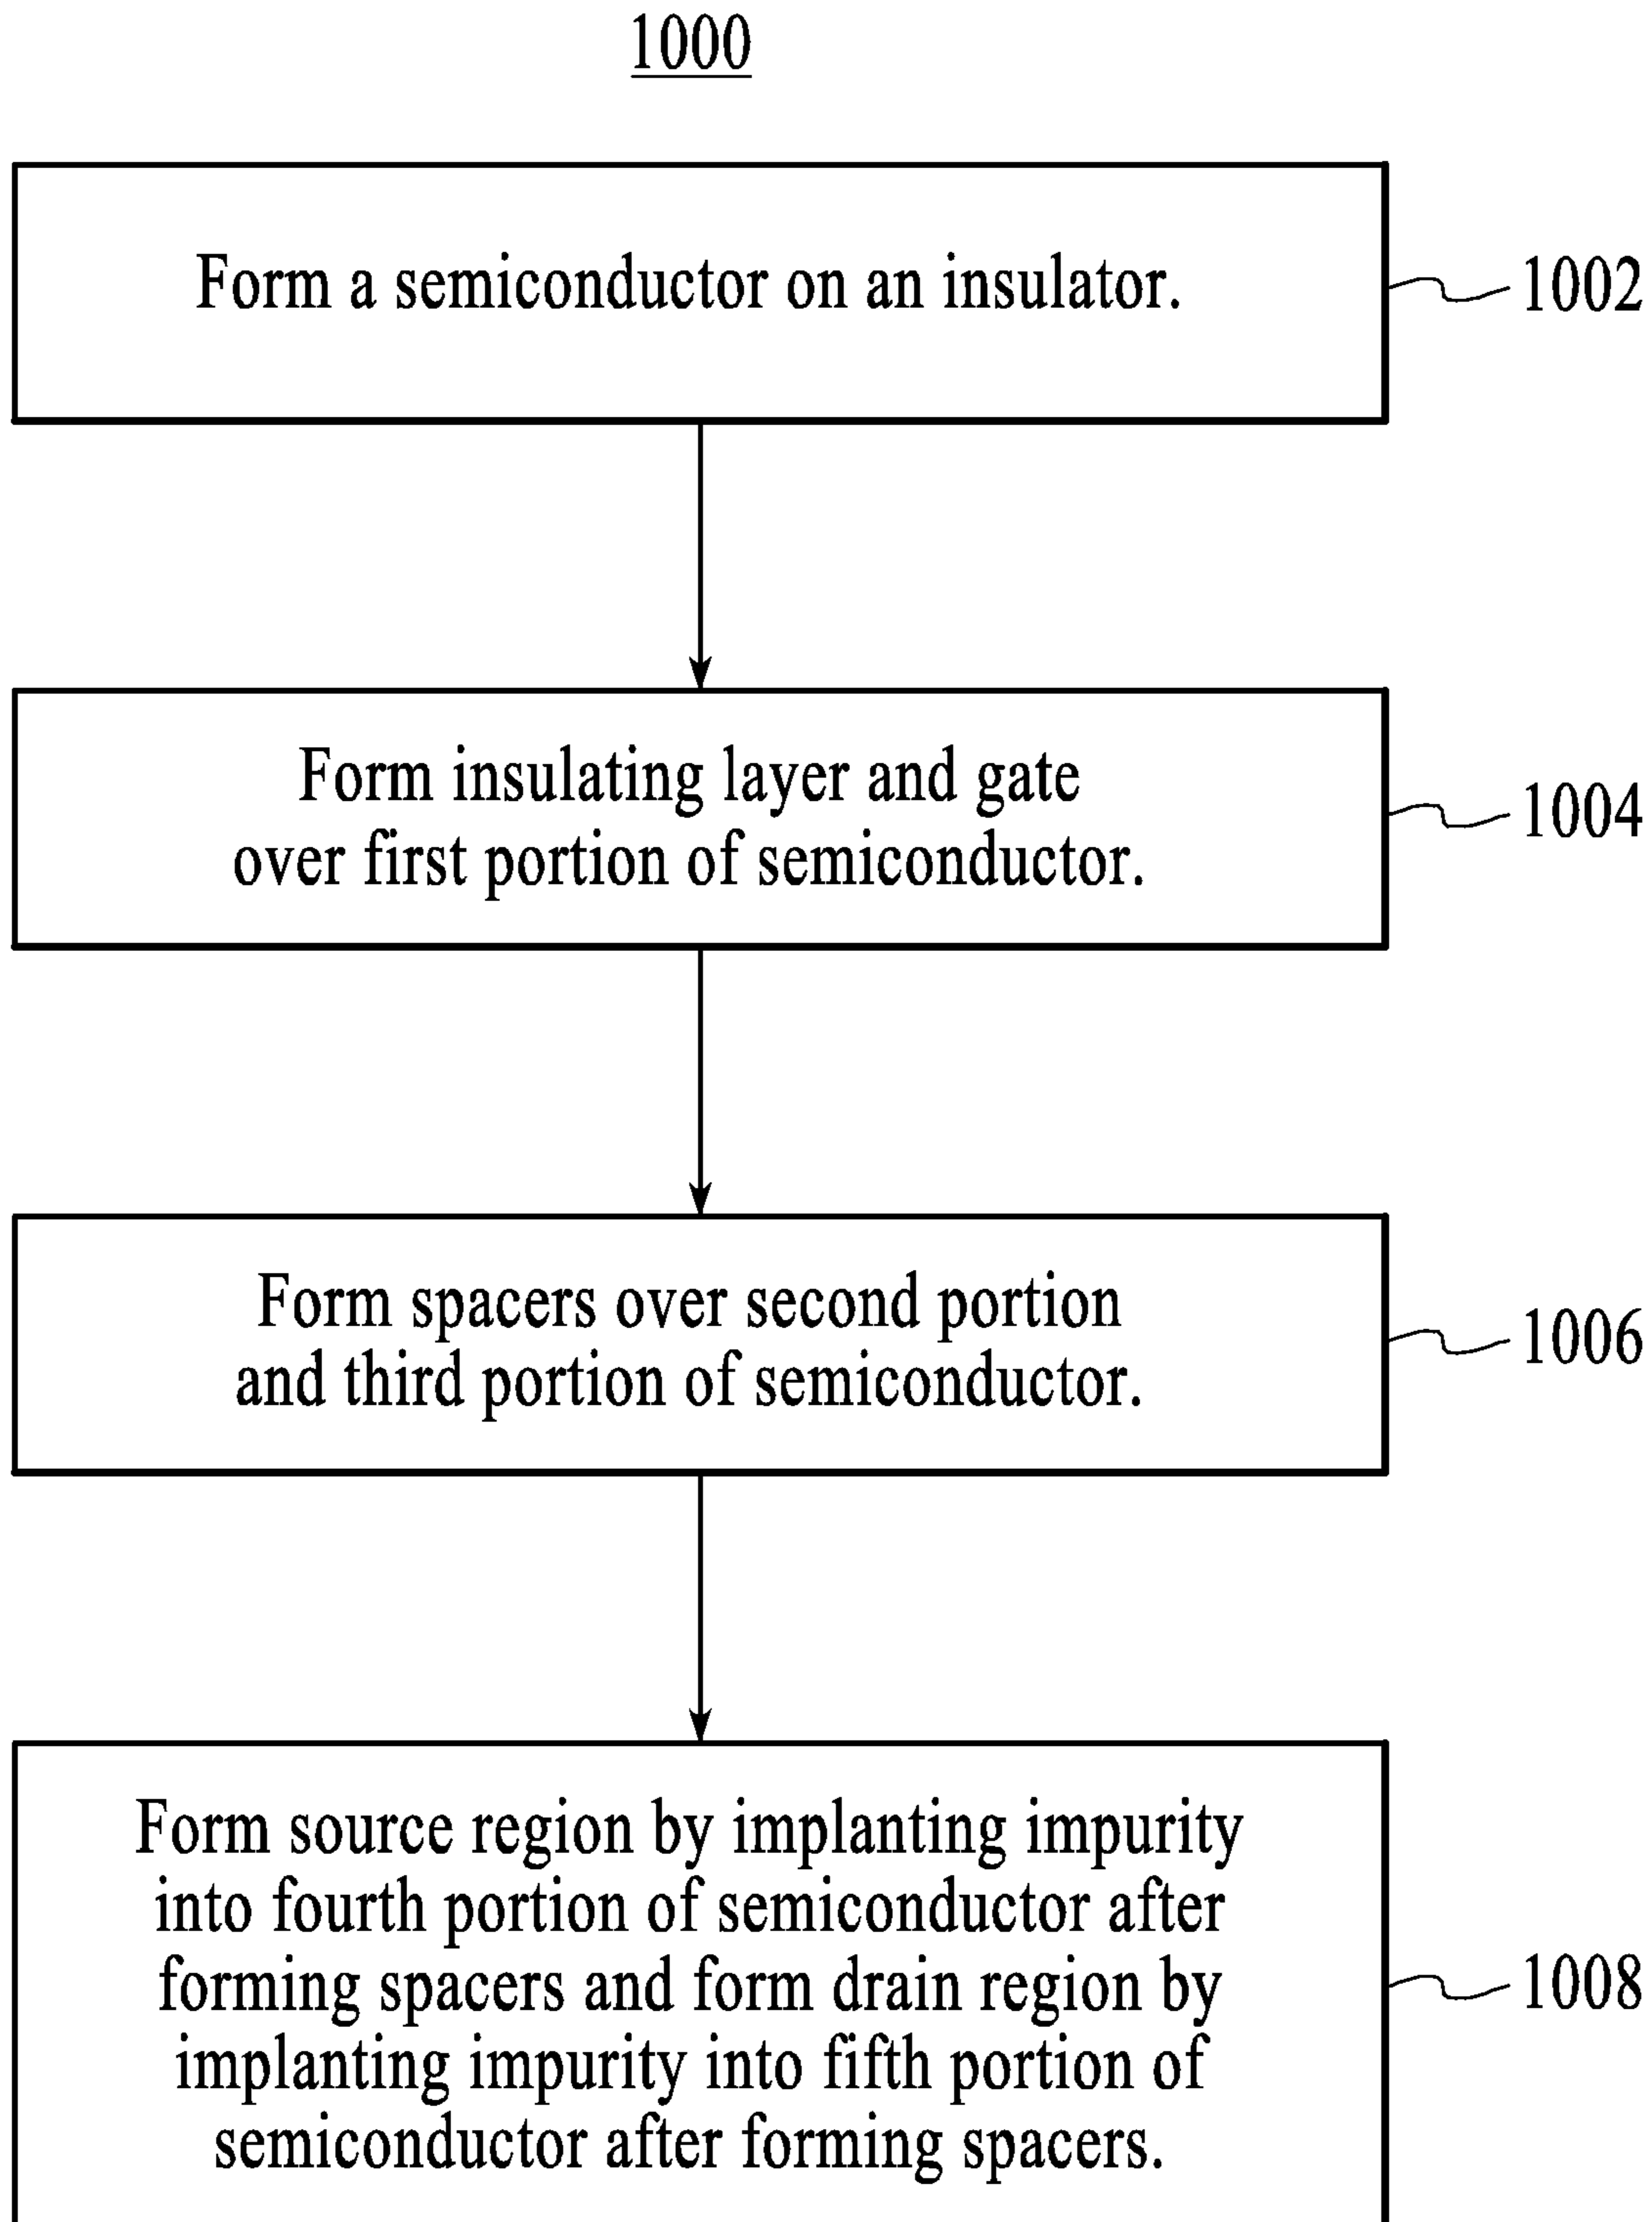 1000
Form a semiconductor on an insulator.
1002
Form insulating layer and gate
over first portion of semiconductor.
1004
Form spacers over second portion
and third portion of semiconductor.
1006
Form source region by implanting impurity
into fourth portion of semiconductor after
forming spacers and form drain region by
implanting impurity into fifth portion of
semiconductor after forming spacers.
1008